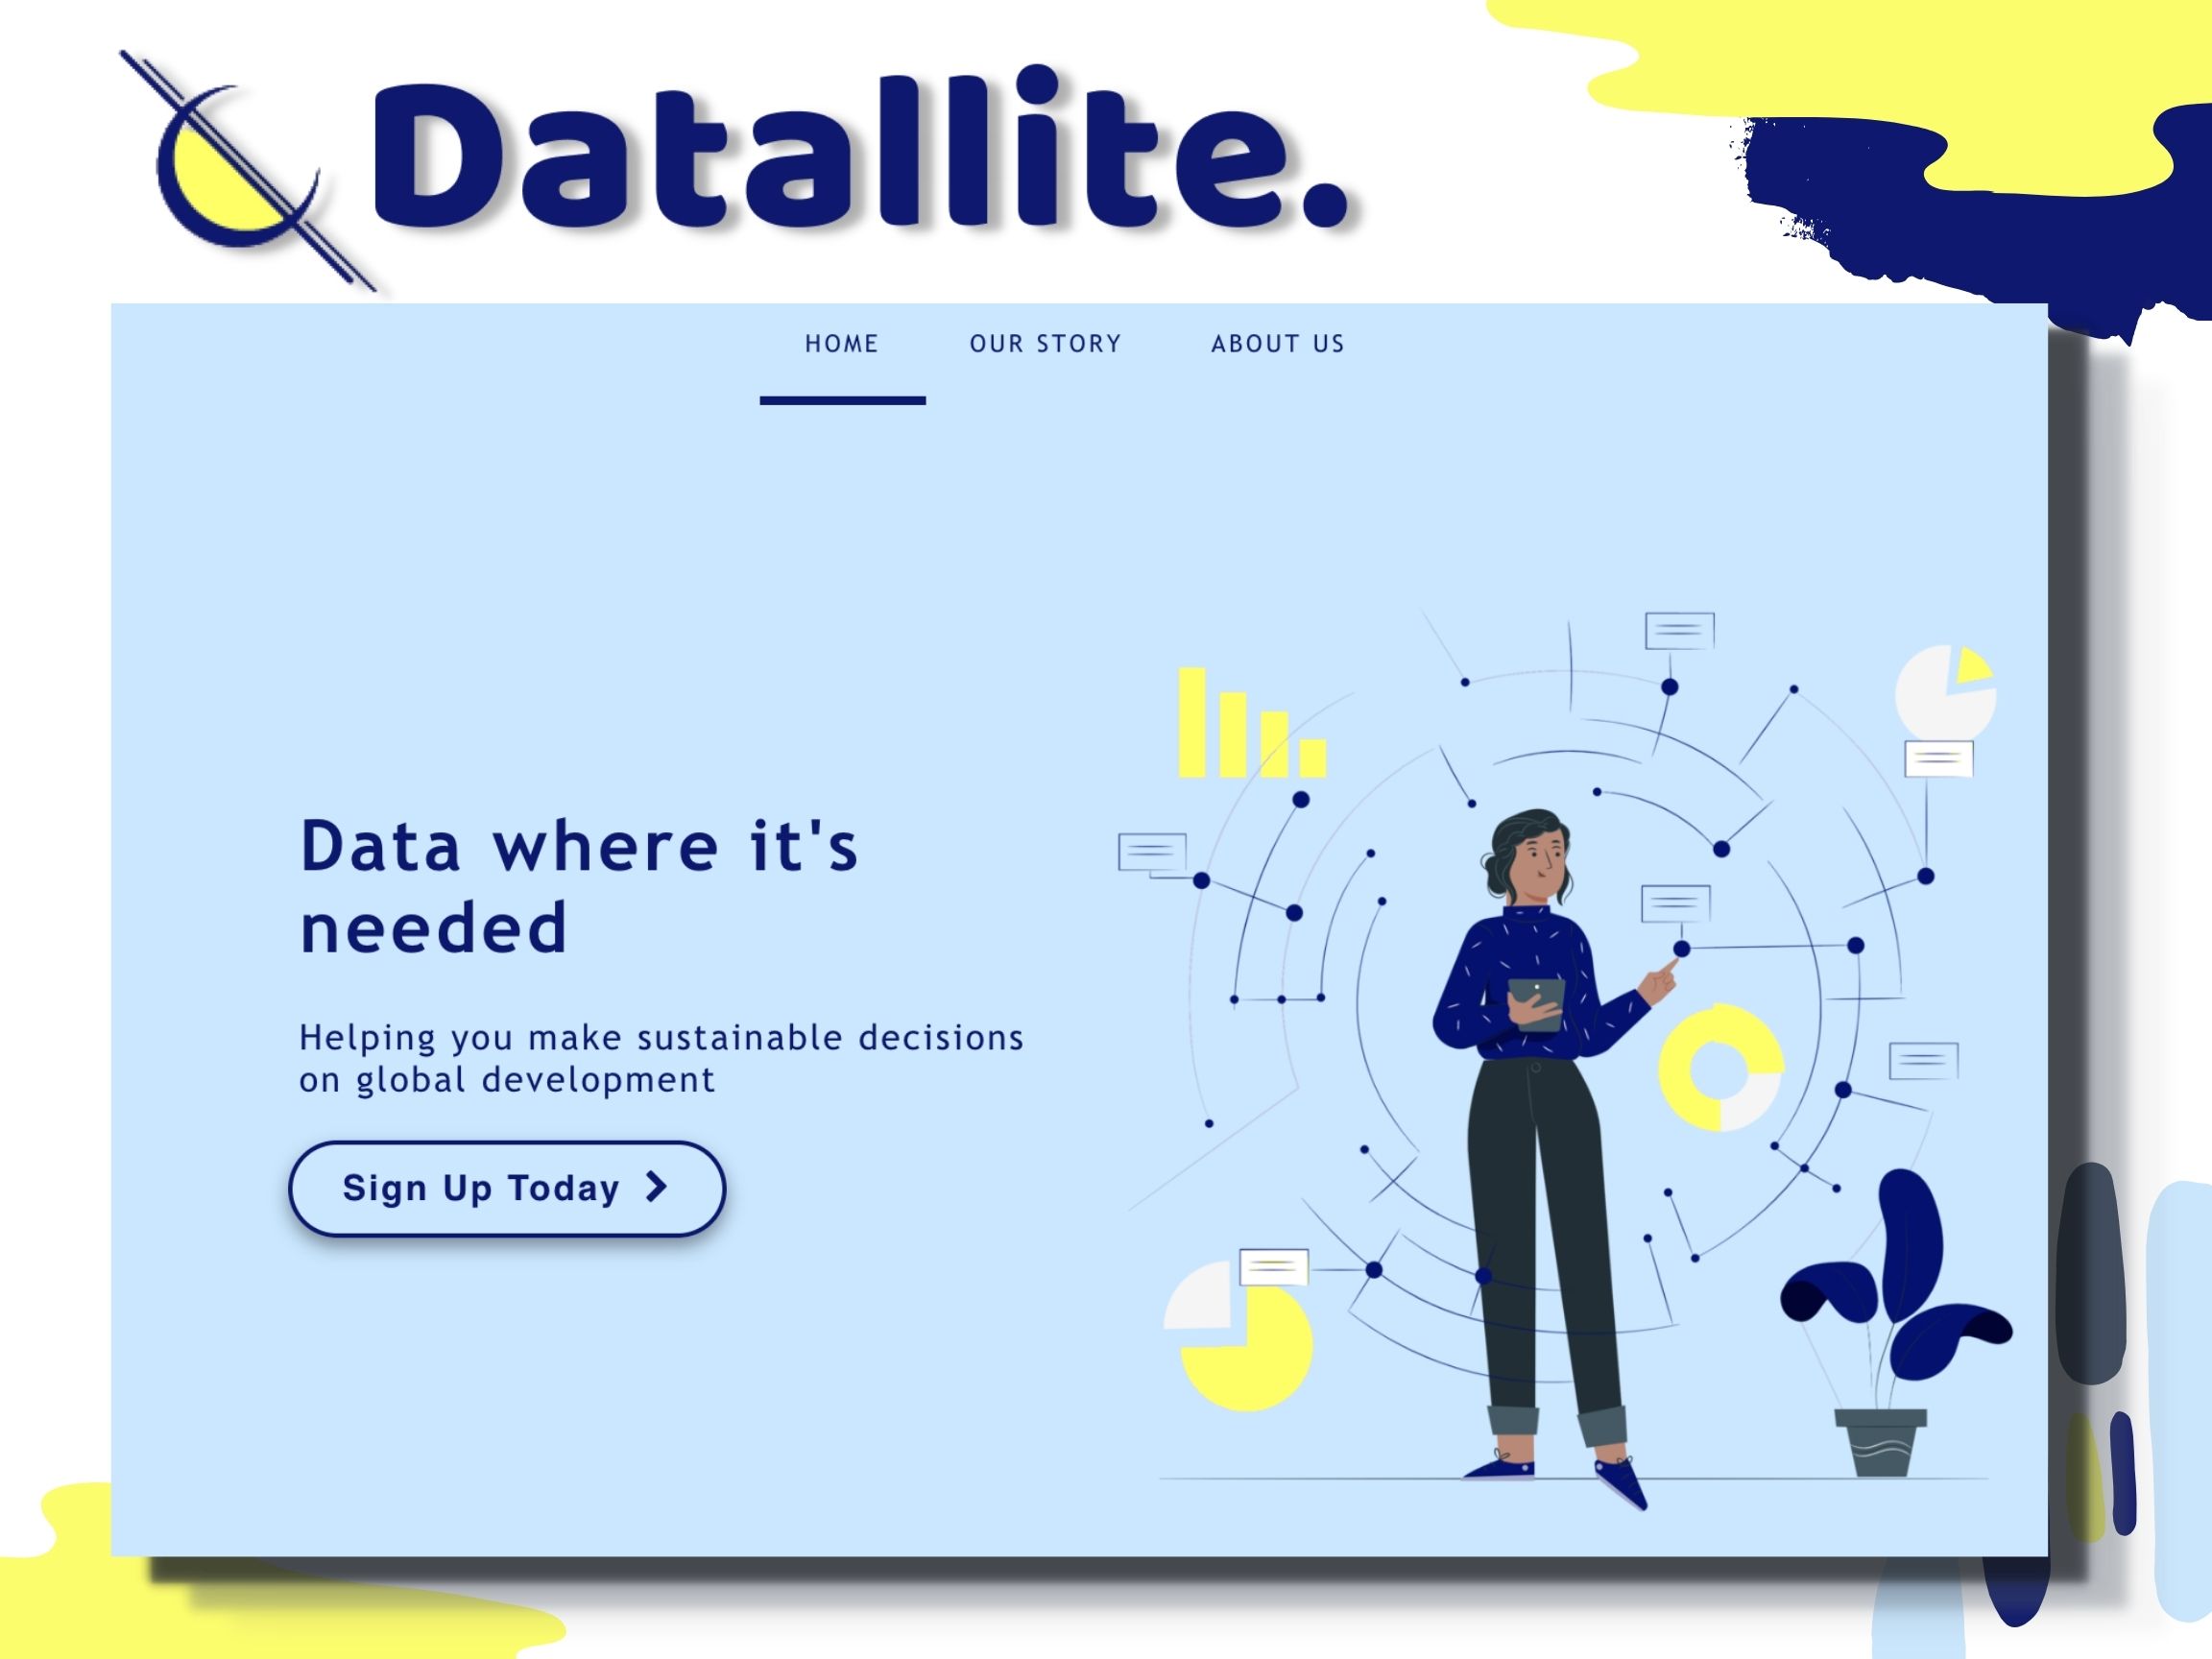 Datallite.
HOME OUR STORY ABOUT US
Data where it's
needed
Helping you make sustainable decisions
on global development
Sign Up Today